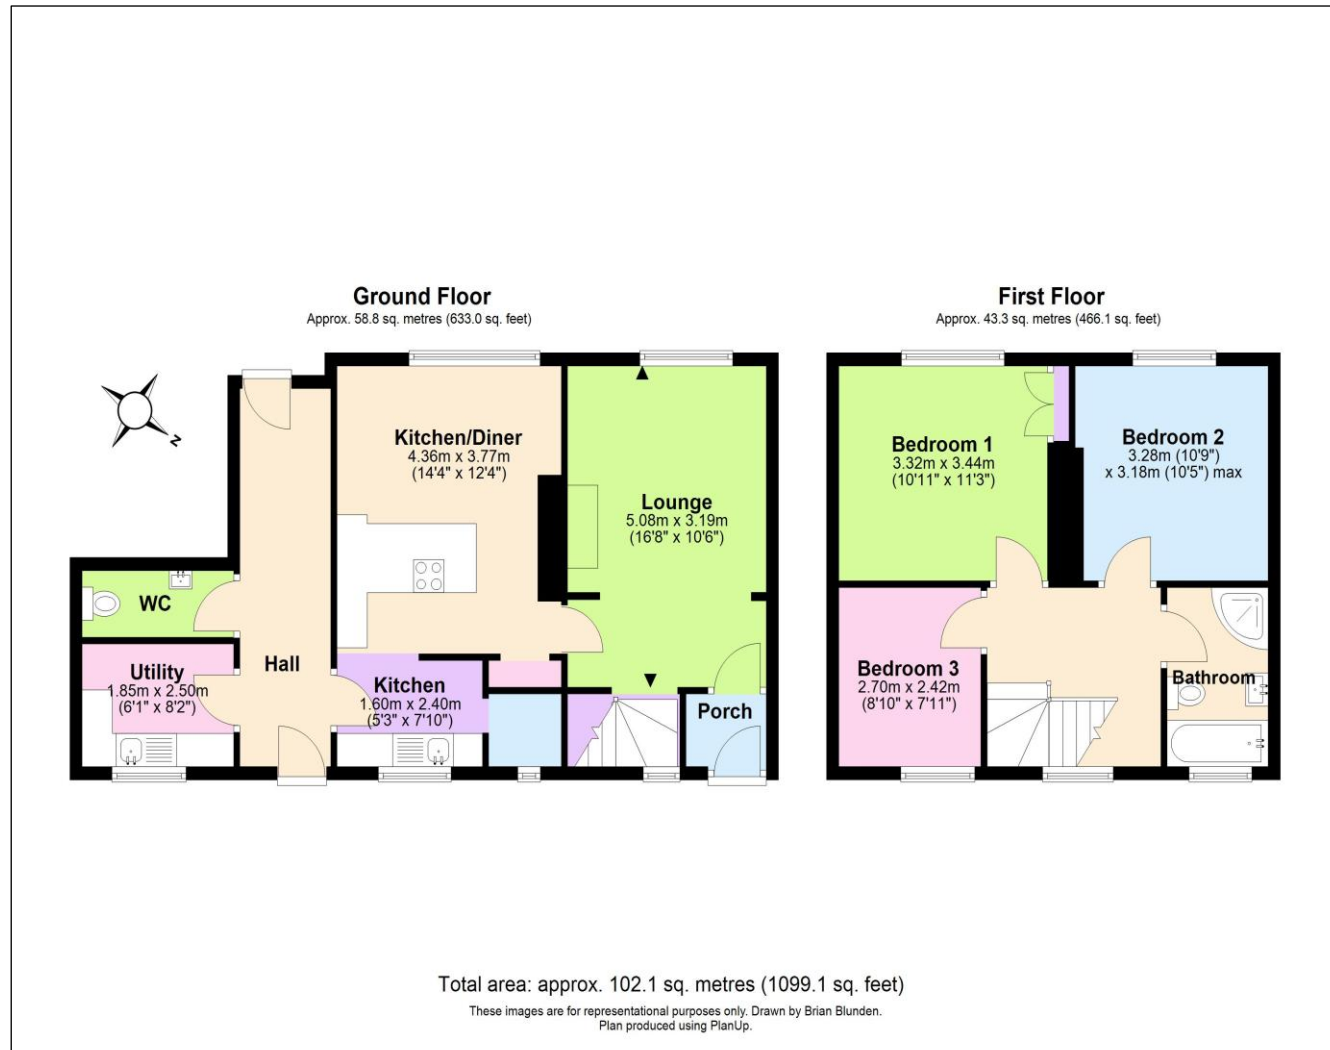 Ground Floor
Approx. 58.8 sq. metres (633.0 sq. feet)
First Floor
Approx. 43.3 sq. metres (466.1 sq. feet)
N
Kitchen/Diner
4.36m x 3.77m
(14'4" x 12'4")
Lounge
5.08m x 3.19m
(16'8" x 10'6")
WC
Hall
Utility
1.85m x 2.50m
(6'1" x 8'2")
Kitchen
1.60m x 2.40m
(5'3" x 7'10")
Porch
Bedroom 1
3.32m x 3.44m
(10'11" x 11'3")
Bedroom 2
3.28m (10'9")
x 3.18m (10'5") max
Bedroom 3
2.70m x 2.42m
(8'10" x 7'11")
Bathroom
Total area: approx. 102.1 sq. metres (1099.1 sq. feet)
These images are for representational purposes only. Drawn by Brian Blunden.
Plan produced using PlanUp.